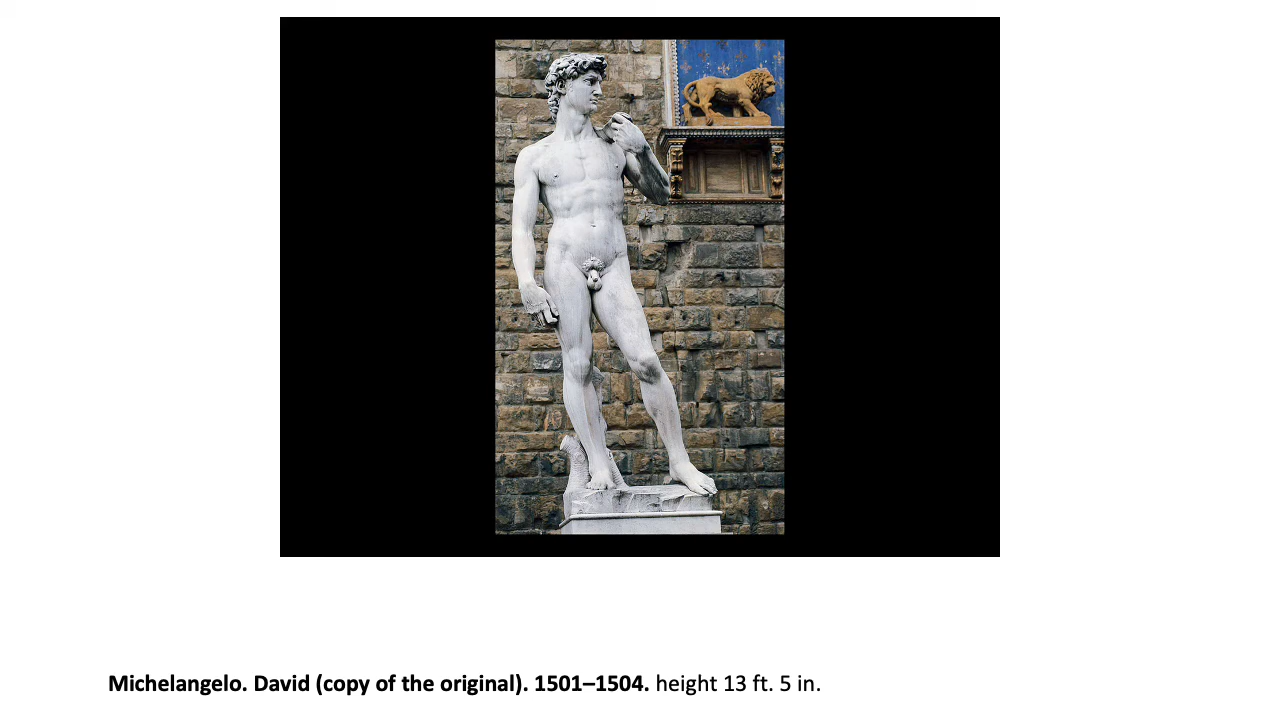 Michelangelo. David (copy of the original). 1501–1504. height 13 ft. 5 in.